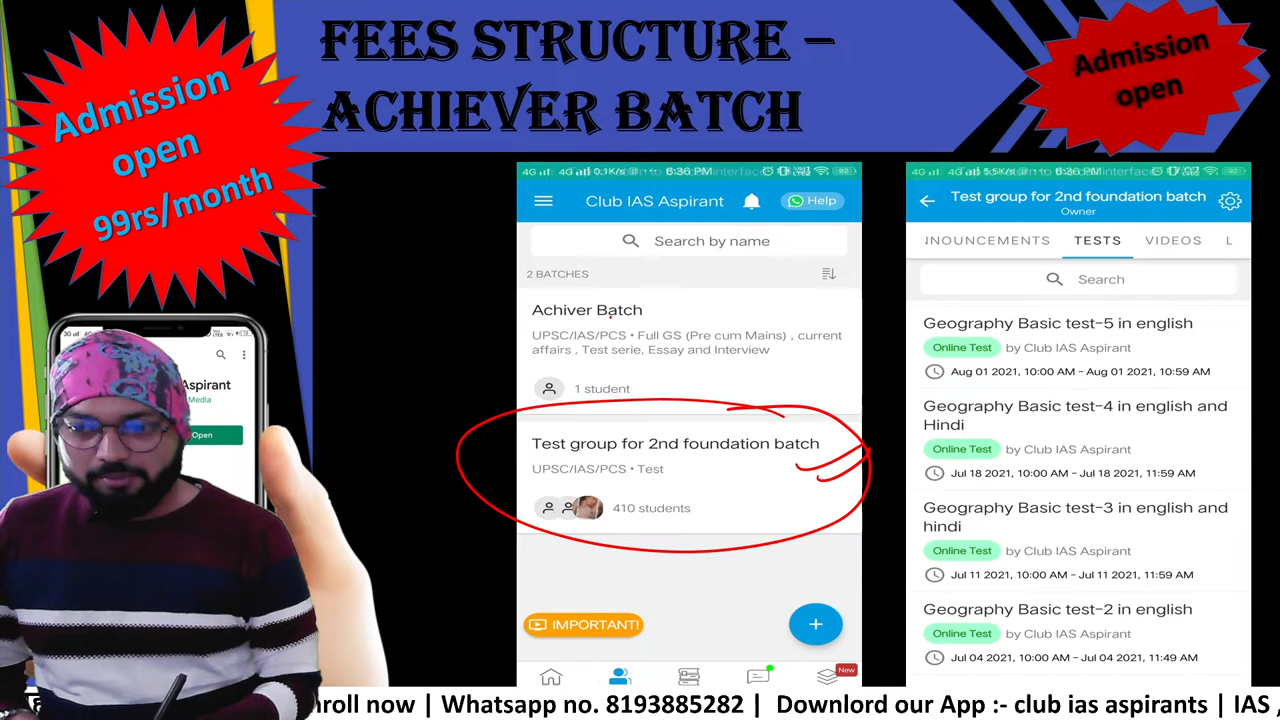 FEES STRUCTURE –
ACHIEVER BATCH
Admission
open
99rs/month
Admission
open
Aspirant
Media
Open
6:36 PM
Club IAS Aspirant
Help
Search by name
2 BATCHES
Achiver Batch
UPSC/IAS/PCS • Full GS (Pre cum Mains) , current
affairs , Test serie, Essay and Interview
1 student
Test group for 2nd foundation batch
UPSC/IAS/PCS • Test
410 students
IMPORTANT!
New
6:36 PM
Test group for 2nd foundation batch
Owner
NOUNCEMENTS TESTS VIDEOS L
Search
Geography Basic test-5 in english
Online Test by Club IAS Aspirant
Aug 01 2021, 10:00 AM – Aug 01 2021, 10:59 AM
Geography Basic test-4 in english and
Hindi
Online Test by Club IAS Aspirant
Jul 18 2021, 10:00 AM – Jul 18 2021, 11:59 AM
Geography Basic test-3 in english and
hindi
Online Test by Club IAS Aspirant
Jul 11 2021, 10:00 AM – Jul 11 2021, 11:59 AM
Geography Basic test-2 in english
Online Test by Club IAS Aspirant
Jul 04 2021, 10:00 AM – Jul 04 2021, 11:49 AM
nroll now | Whatsapp no. 8193885282 | Downlord our App :- club ias aspirants | IAS ,